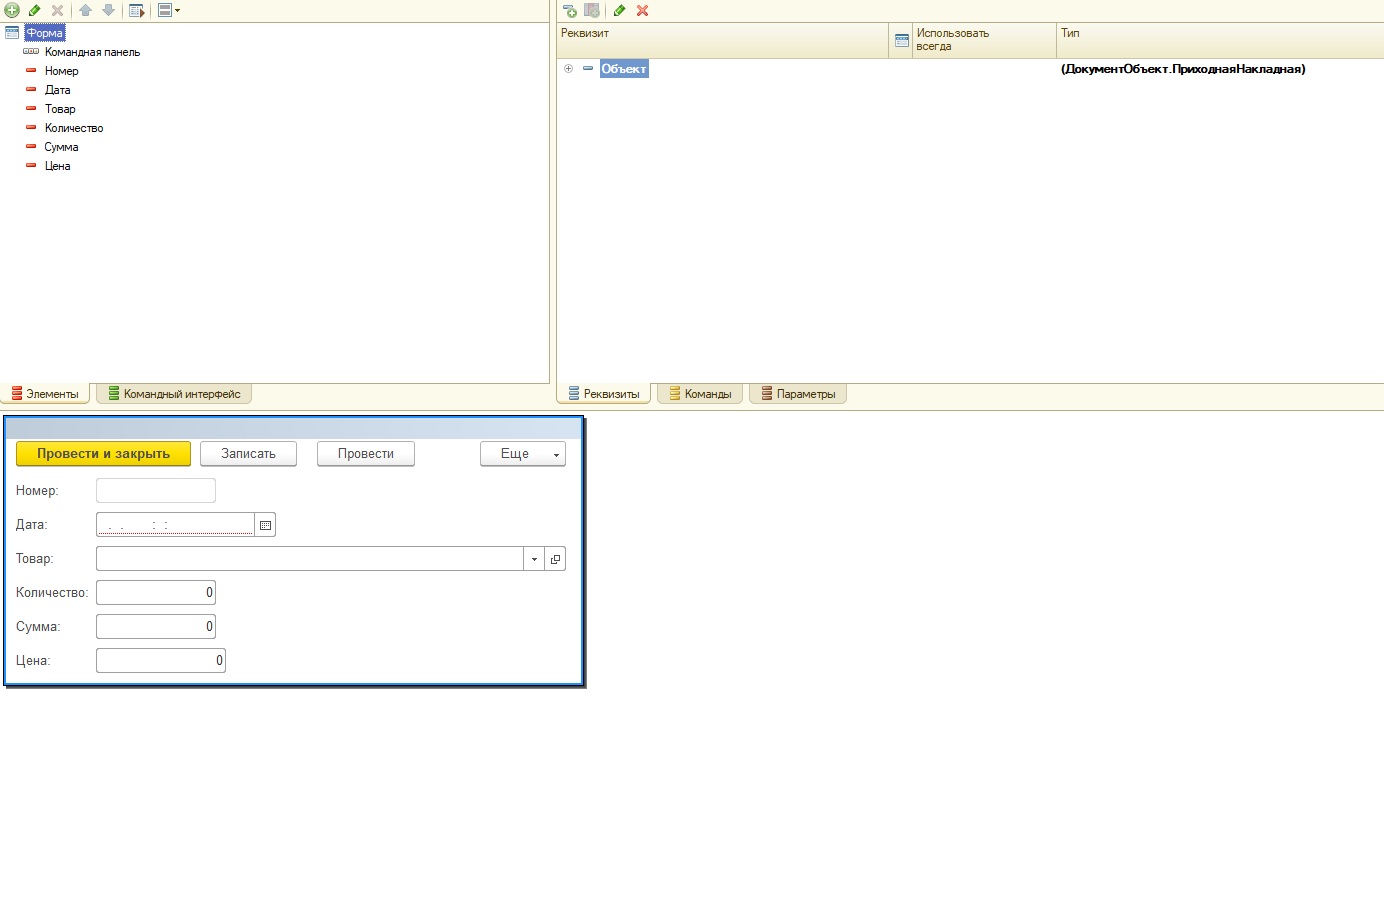 Форма
Командная панель
Номер
Дата
Товар
Количество
Сумма
Цена
Элементы
Командный интерфейс
Реквизит
Использовать
всегда
Тип
Объект
(ДокументОбъект.ПриходнаяНакладная)
Реквизиты
Команды
Параметры
Провести и закрыть
Записать
Провести
Еще
Номер:
Дата:
. . : :
Товар:
Количество: 0
Сумма: 0
Цена: 0